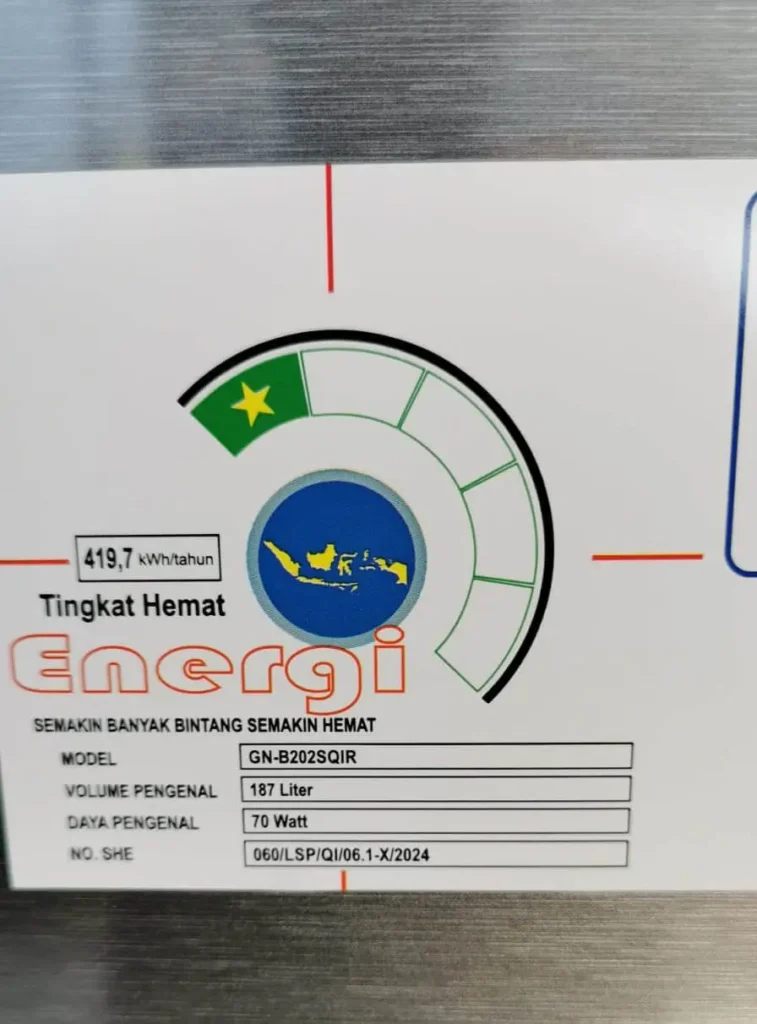 419,7 kWh/tahun
Tingkat Hemat
Energi
SEMAKIN BANYAK BINTANG SEMAKIN HEMAT
MODEL GN-B202SQIR
VOLUME PENGENAL 187 Liter
DAYA PENGENAL 70 Watt
NO. SHE 060/LSP/QI/06.1-X/2024